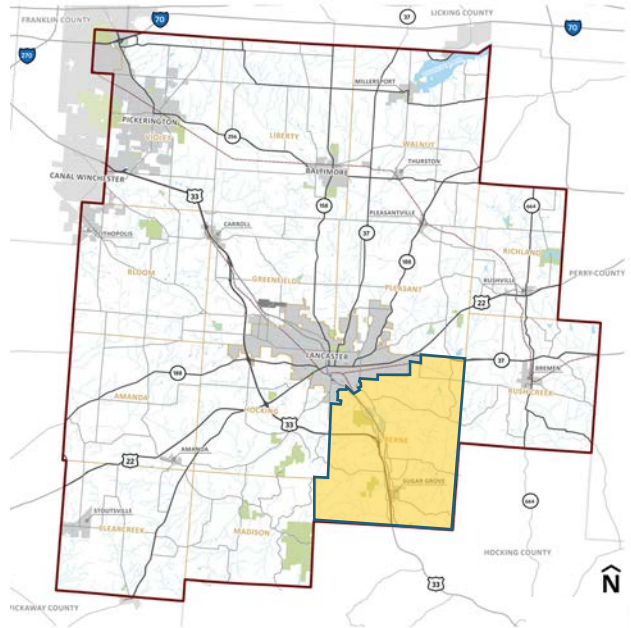 FRANKLIN COUNTY
70
37
LICKING COUNTY
70
270
MILLERSPORT
PICKERINGTON
VIOLET
256
LIBERTY
WALNUT
BALTIMORE
THURSTON
CANAL WINCHESTER
33
158
PLEASANTVILLE
664
CARROLL
37
LITHOPOLIS
RICHLAND
188
BLOOM
PERRY COUNTY
GREENFIELD
PLEASANT
RUSHVILLE
22
LANCASTER
37
188
BREMEN
RUSHCREEK
AMANDA
HOCKING
33
BERNE
AMANDA
22
SUGAR GROVE
664
STOUTSVILLE
CLEARCREEK
MADISON
HOCKING COUNTY
N
33
PICKAWAY COUNTY